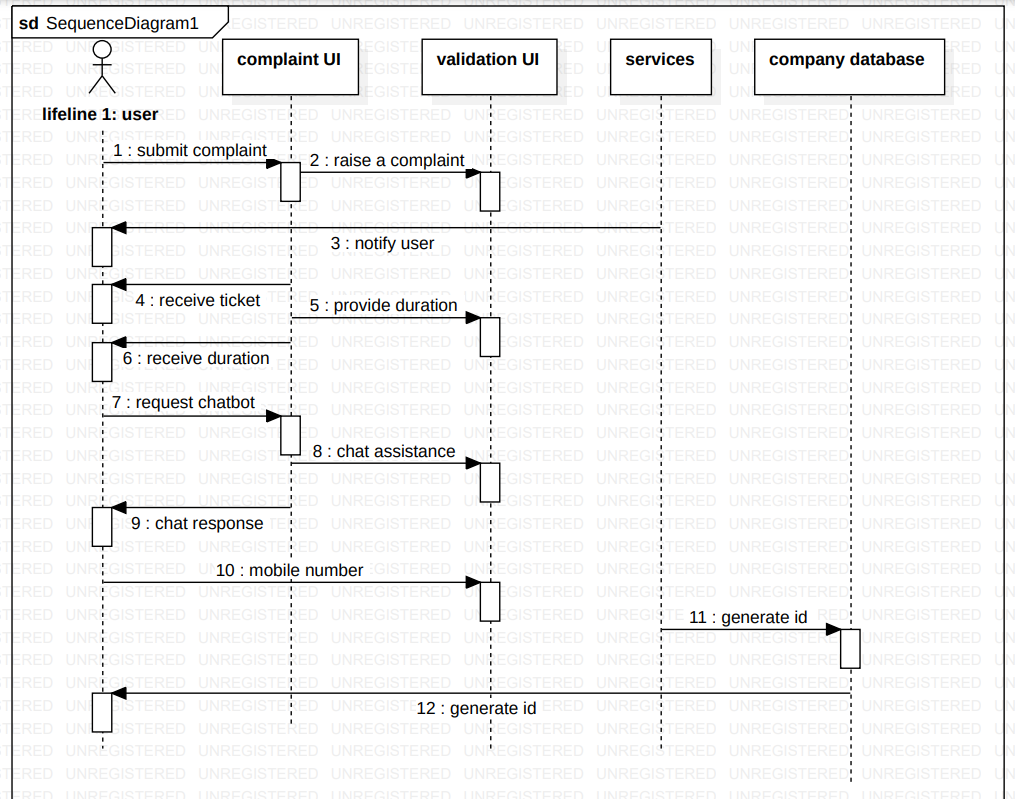 sd SequenceDiagram1
complaint UI
validation UI
services
company database
lifeline 1: user
1 : submit complaint
2 : raise a complaint
3 : notify user
4 : receive ticket
5 : provide duration
6 : receive duration
7 : request chatbot
8 : chat assistance
9 : chat response
10 : mobile number
11 : generate id
12 : generate id
UNREGISTERED